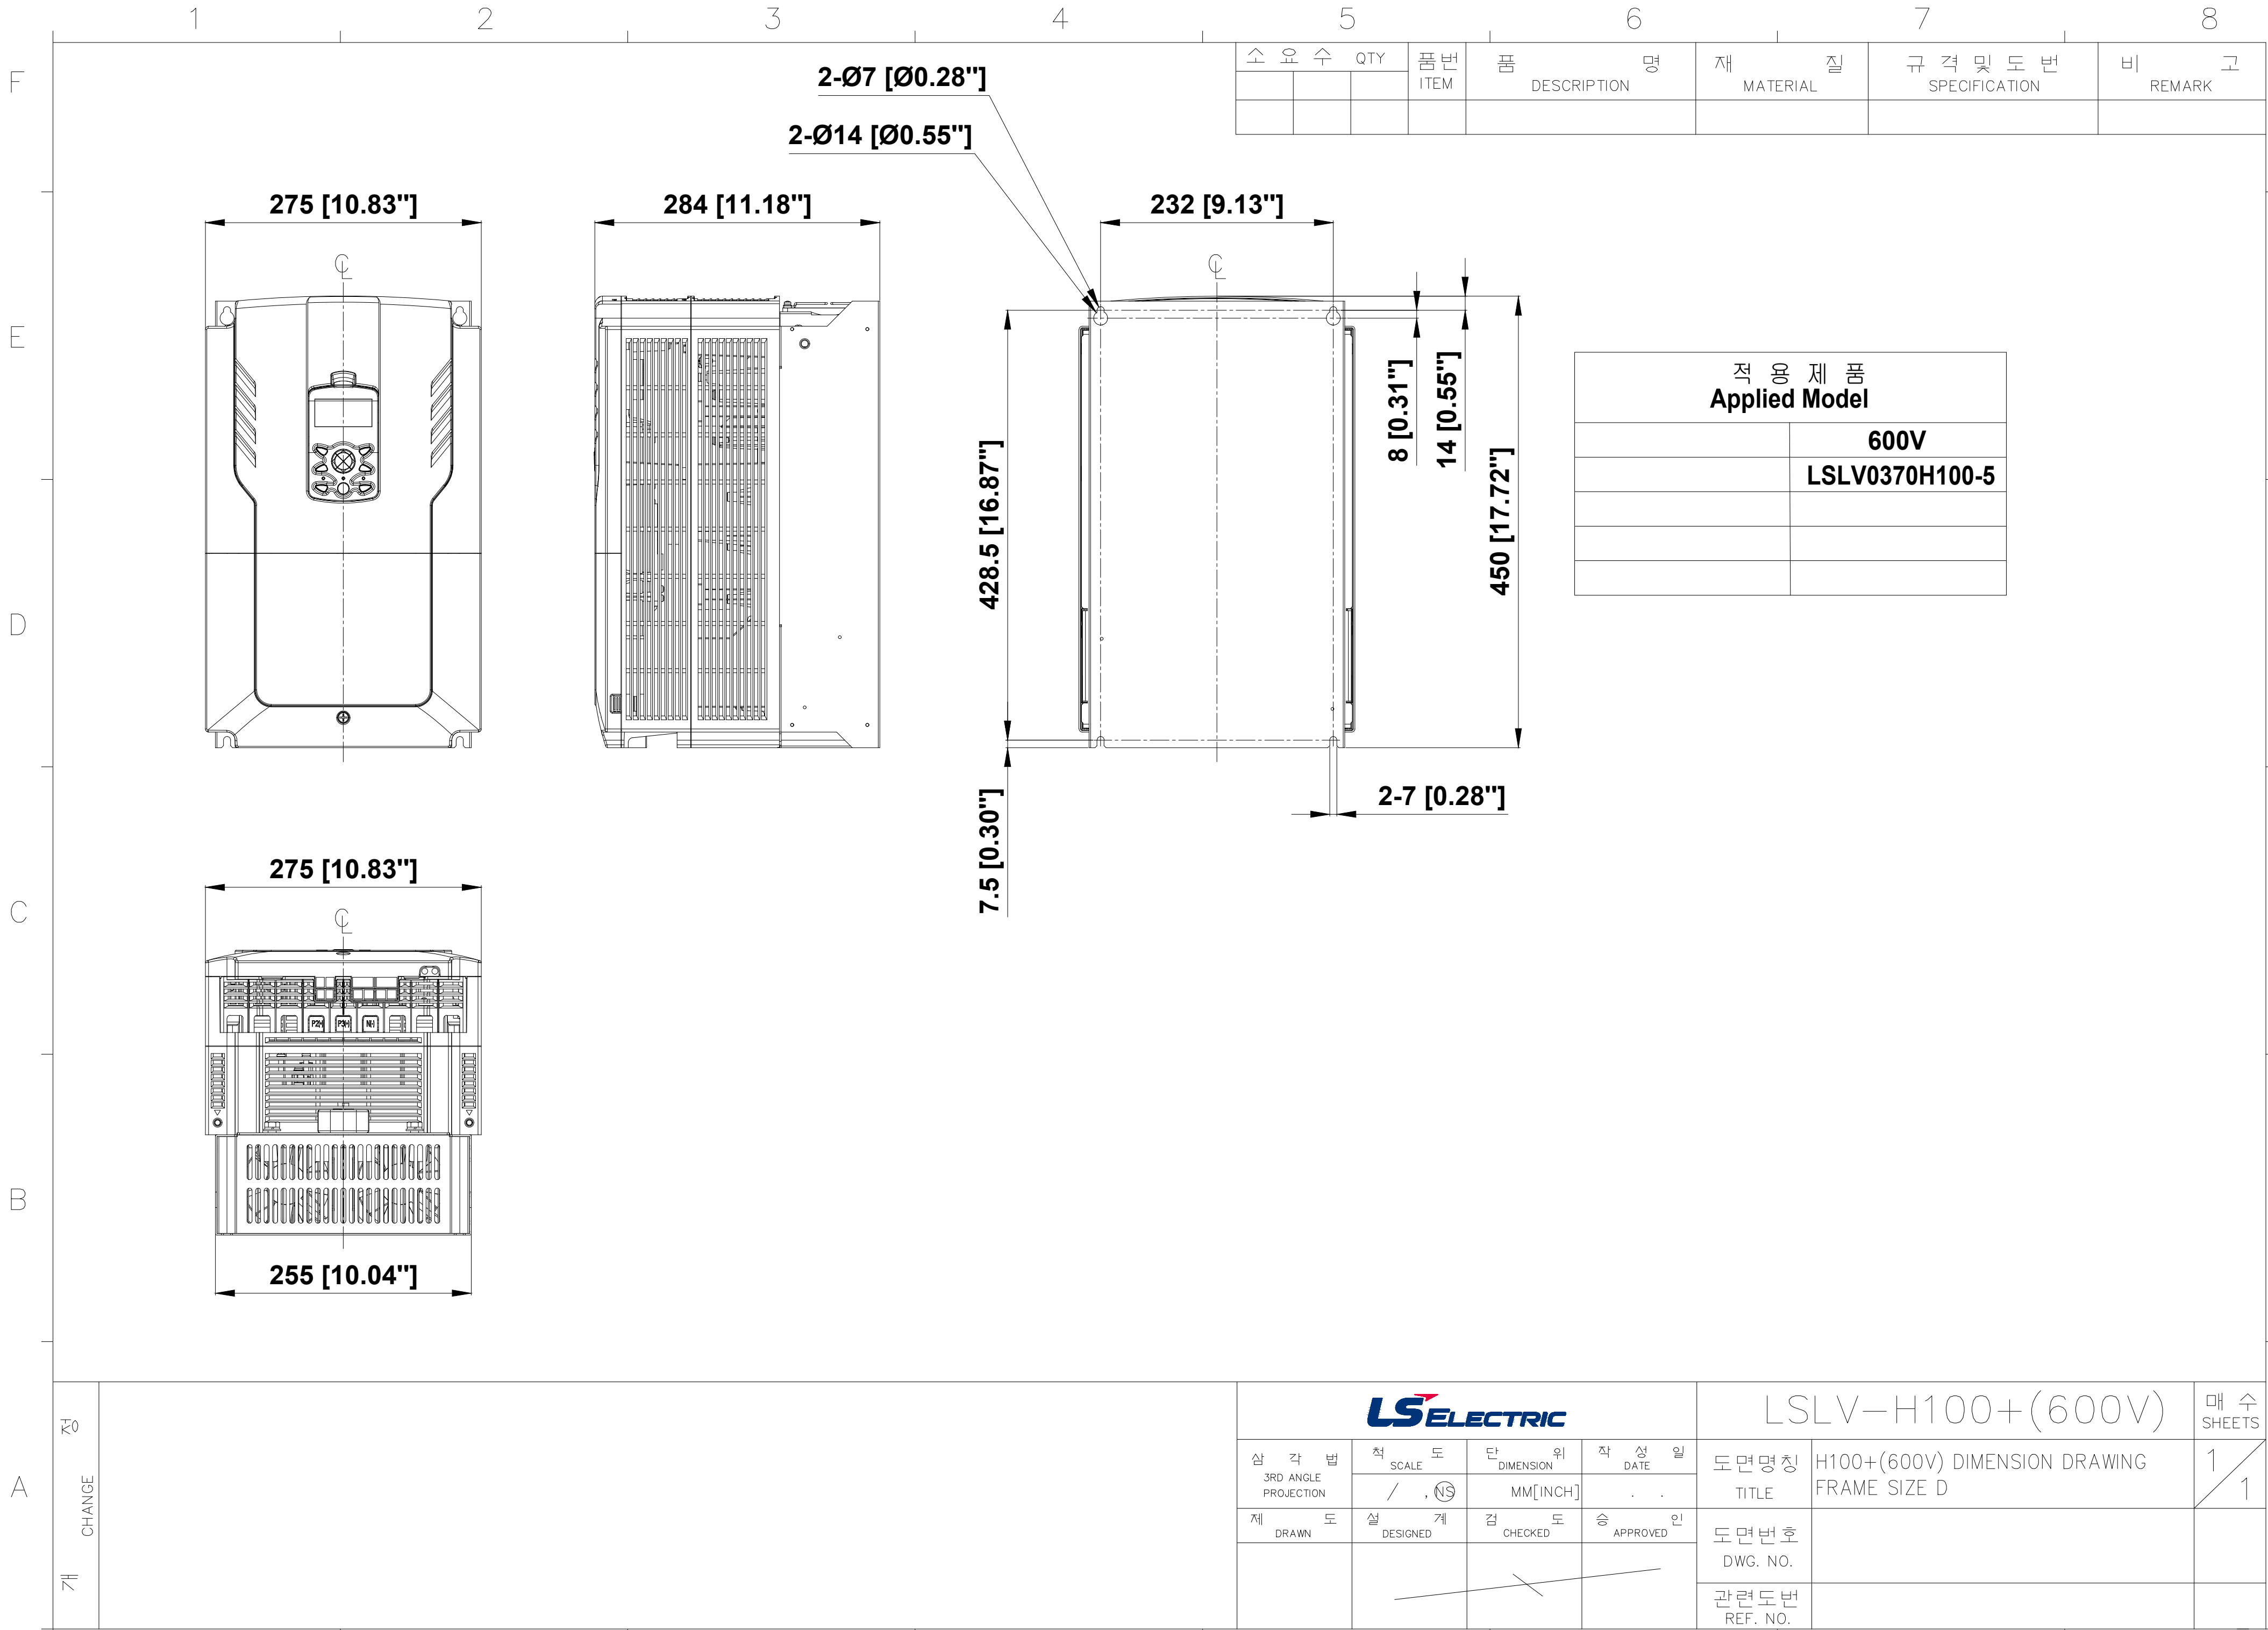 1 2 3 4 5 6 7 8
F
E
D
C
B
A
소 요 수 QTY
품번
ITEM
품 명
DESCRIPTION
재 질
MATERIAL
규 격 및 도 번
SPECIFICATION
비 고
REMARK
2-Ø7 [Ø0.28"]
2-Ø14 [Ø0.55"]
275 [10.83"]
284 [11.18"]
232 [9.13"]
8 [0.31"]
14 [0.55"]
428.5 [16.87"]
450 [17.72"]
7.5 [0.30"]
2-7 [0.28"]
적 용 제 품
Applied Model
600V
LSLV0370H100-5
275 [10.83"]
P2(+) P3(+) N(-)
255 [10.04"]
개 정
CHANGE
LS ELECTRIC
LSLV-H100+(600V)
매 수
SHEETS
1/1
삼 각 법
3RD ANGLE
PROJECTION
척 도
SCALE
/ , NS
단 위
DIMENSION
MM[INCH]
작 성 일
DATE
. .
도면명칭
TITLE
H100+(600V) DIMENSION DRAWING
FRAME SIZE D
제 도
DRAWN
설 계
DESIGNED
검 도
CHECKED
승 인
APPROVED
도면번호
DWG. NO.
관련도번
REF. NO.